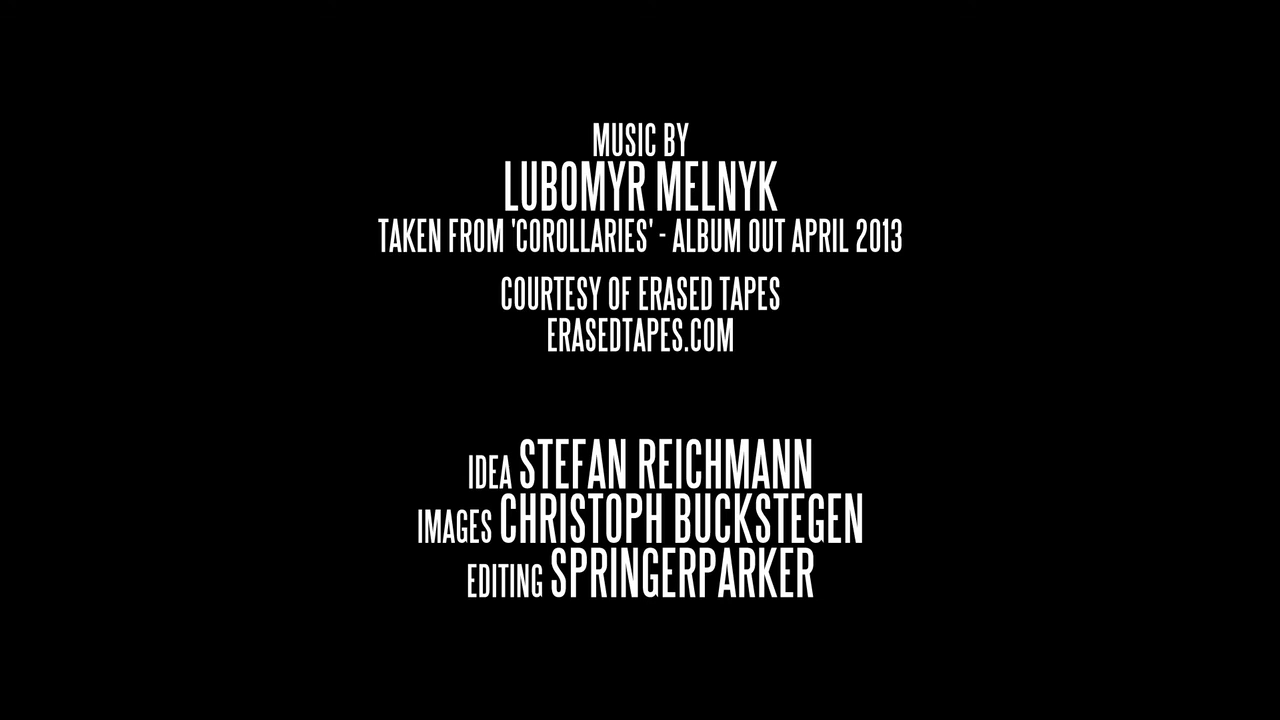 MUSIC BY
LUBOMYR MELNYK
TAKEN FROM 'COROLLARIES' - ALBUM OUT APRIL 2013
COURTESY OF ERASED TAPES
ERASEDTAPES.COM
IDEA STEFAN REICHMANN
IMAGES CHRISTOPH BUCKSTEGEN
EDITING SPRINGERPARKER